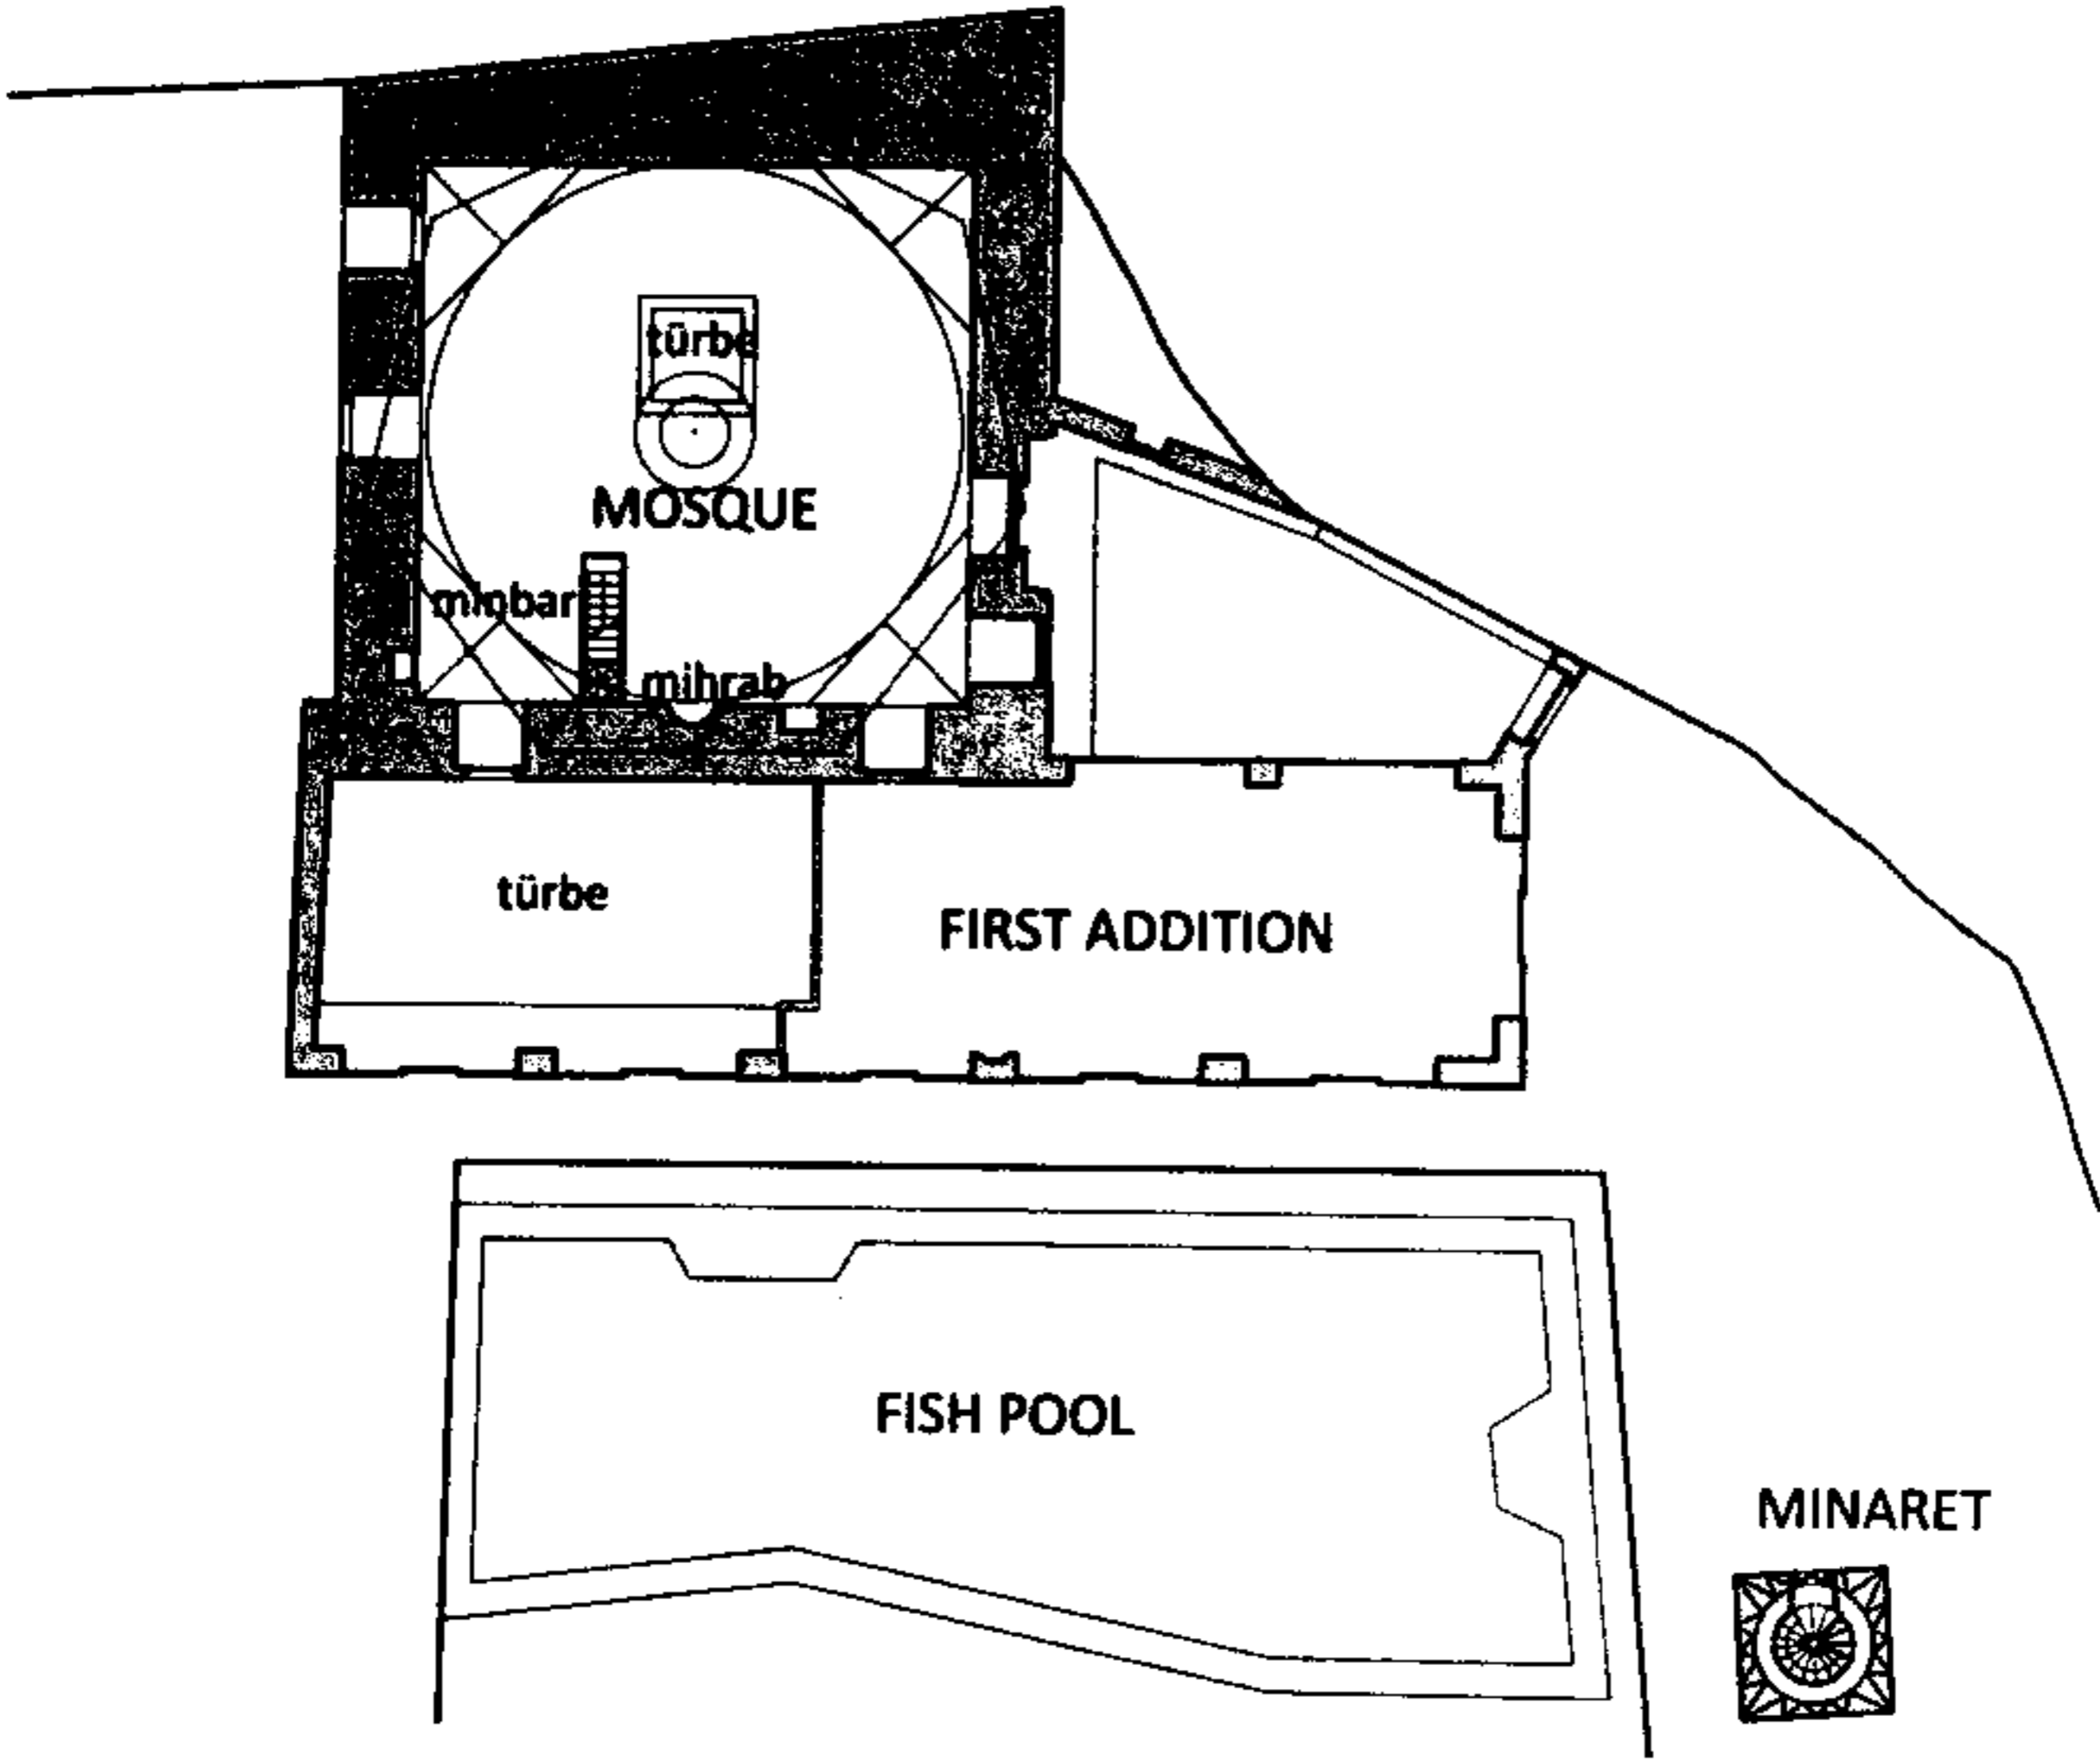 türbe
MOSQUE
minbar
mihrab
türbe
FIRST ADDITION
FISH POOL
MINARET